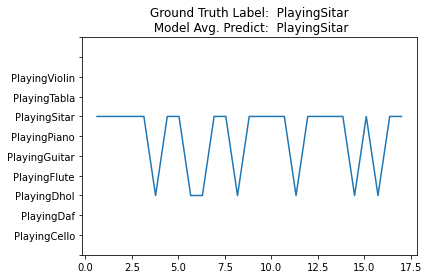 Ground Truth Label:  PlayingSitar
Model Avg. Predict:  PlayingSitar
PlayingViolin
PlayingTabla
PlayingSitar
PlayingPiano
PlayingGuitar
PlayingFlute
PlayingDhol
PlayingDaf
PlayingCello
0.0 2.5 5.0 7.5 10.0 12.5 15.0 17.5